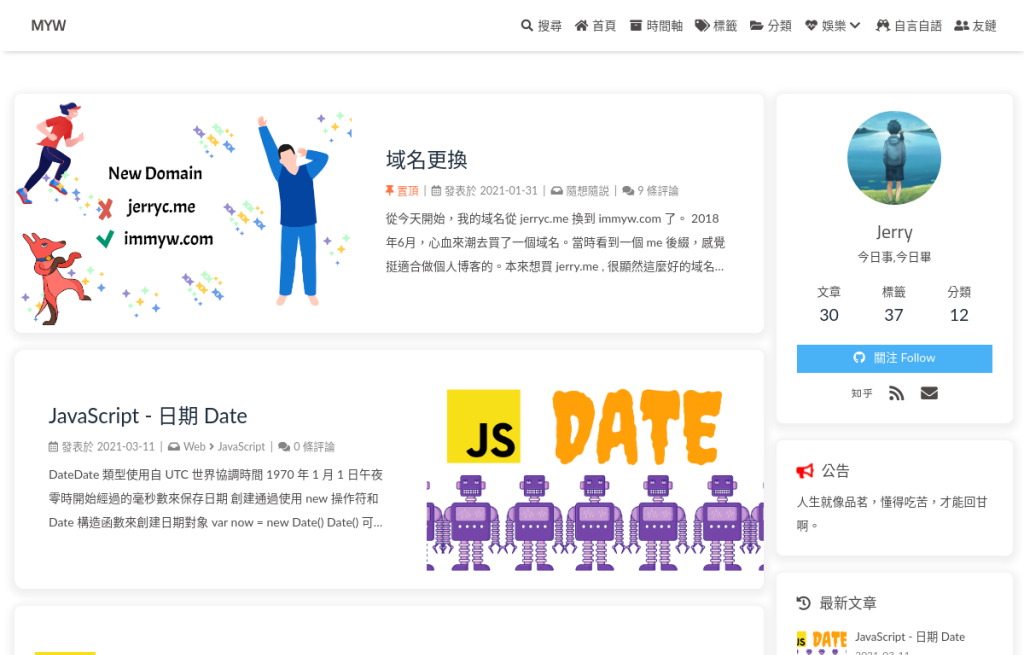 MYW
搜尋 首頁 時間軸 標籤 分類 娛樂 自言自語 友鏈
New Domain
jerryc.me
immyw.com
域名更換
置頂 | 發表於 2021-01-31 | 隨想隨説 | 9 條評論
從今天開始，我的域名從 jerryc.me 換到 immyw.com 了。 2018
年6月，心血來潮去買了一個域名。當時看到一個 me 後綴，感覺
挺適合做個人博客的。本來想買 jerry.me , 很顯然這麼好的域名...
JavaScript - 日期 Date
發表於 2021-03-11 | Web > JavaScript | 0 條評論
DateDate 類型使用自 UTC 世界協調時間 1970 年 1 月 1 日午夜
零時開始經過的毫秒數來保存日期 創建通過使用 new 操作符和
Date 構造函數來創建日期對象 var now = new Date() Date() 可...
JS
DATE
Jerry
今日事,今日畢
文章 標籤 分類
30 37 12
關注 Follow
知乎
公告
人生就像品茗，懂得吃苦，才能回甘
啊。
最新文章
JS DATE
JavaScript - 日期 Date
2021-03-11